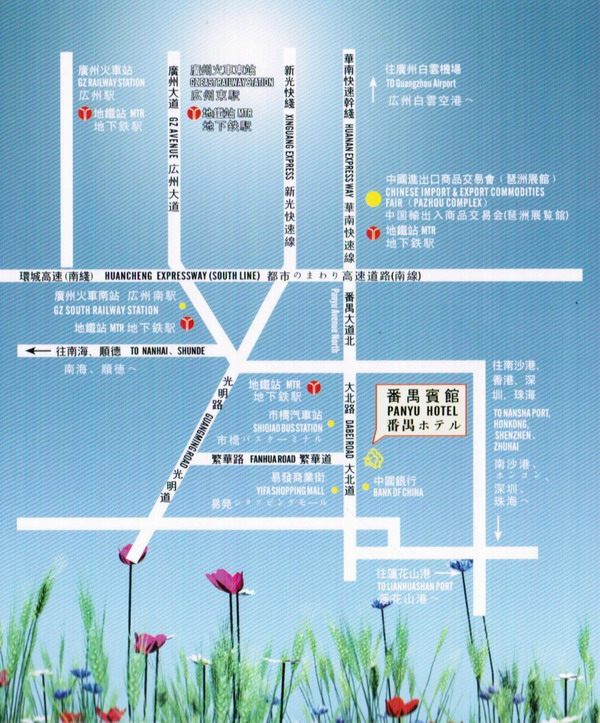 廣州火車站
GZ RAILWAY STATION
広州駅
地鐵站 MTR
地下鉄駅
廣州大道 GZ AVENUE 広州大道
廣州火車東站
GZ EAST RAILWAY STATION
広州東駅
地鐵站 MTR
地下鉄駅
新光快綫 XINGUANG EXPRESS 新光快速線
華南快速幹綫 HUANAN EXPRESS WAY 華南快速線
往廣州白雲機場
TO Guangzhou Airport
広州白雲空港へ
中國進出口商品交易會（琶洲展館）
CHINESE IMPORT & EXPORT COMMODITIES
FAIR（PAZHOU COMPLEX）
中国輸出入商品交易会(琶洲展覧館)
地鐵站 MTR
地下鉄駅
環城高速(南綫) HUANCHENG EXPRESSWAY (SOUTH LINE) 都市のまわり高速道路(南線)
廣州火車南站 広州南駅
GZ SOUTH RAILWAY STATION
地鐵站 MTR 地下鉄駅
番禺大道北
Panyu Avenue North
往南海、順德 TO NANHAI、SHUNDE
南海、順德へ
光明路 GUANGMING ROAD 光明道
地鐵站 MTR
地下鉄駅
市橋汽車站
SHIQIAO BUS STATION
市橋バスターミナル
大北路 DABEI ROAD 大北道
番禺賓館
PANYU HOTEL
番禺ホテル
繁華路 FANHUA ROAD 繁華道
易發商業街
YIFA SHOPPING MALL
易発ショッピングモール
中國銀行
BANK OF CHINA
往南沙港、
香港、深
圳、珠海
TO NANSHA PORT,
HONKONG,
SHENZHEN,
ZHUHAI
南沙港、
ホンコン、
深圳、
珠海へ
往蓮花山港
TO LIANHUASHAN PORT
蓮花山港へ